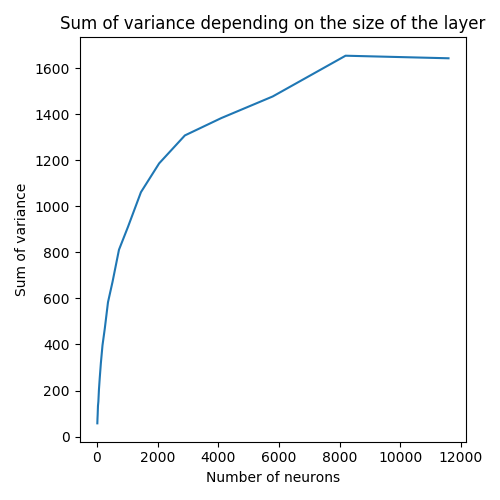 Sum of variance depending on the size of the layer
1600
1400
1200
1000
800
600
400
200
0
Sum of variance
0 2000 4000 6000 8000 10000 12000
Number of neurons